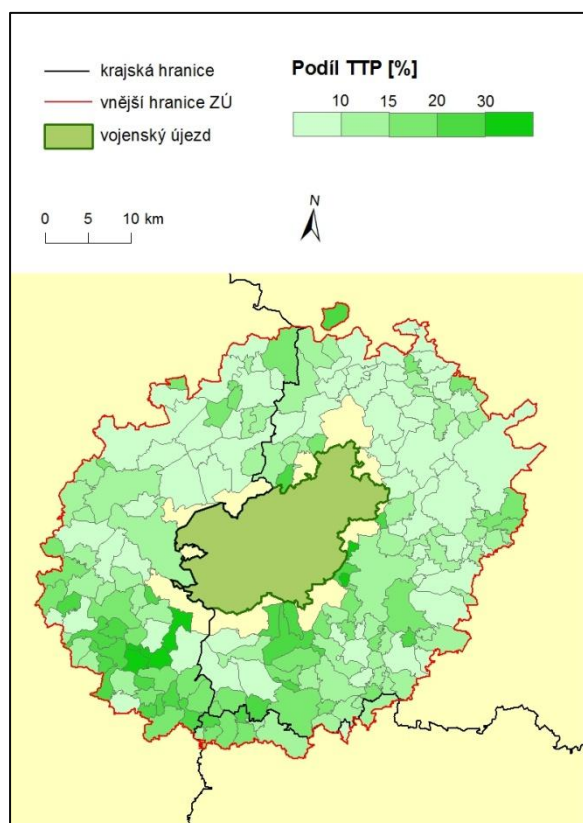 krajská hranice
vnější hranice ZÚ
vojenský újezd
Podíl TTP [%]
10 15 20 30
0 5 10 km
N